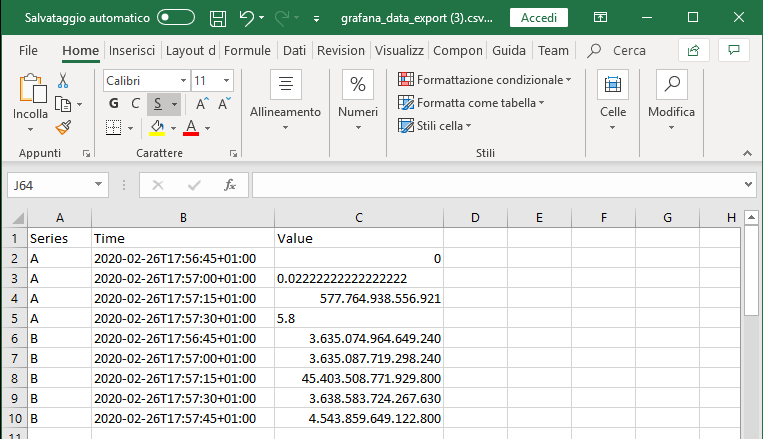 Salvataggio automatico grafana_data_export (3).csv... Accedi
File Home Inserisci Layout d Formule Dati Revision Visualizz Compon Guida Team Cerca
Incolla
Calibri 11
G C S A A
A
Allineamento
%
Numeri
Formattazione condizionale
Formatta come tabella
Stili cella
Celle
Modifica
Appunti Carattere Stili
J64 fx
A B C D E F G H
1 Series Time Value
2 A 2020-02-26T17:56:45+01:00 0
3 A 2020-02-26T17:57:00+01:00 0.02222222222222222
4 A 2020-02-26T17:57:15+01:00 577.764.938.556.921
5 A 2020-02-26T17:57:30+01:00 5.8
6 B 2020-02-26T17:56:45+01:00 3.635.074.964.649.240
7 B 2020-02-26T17:57:00+01:00 3.635.087.719.298.240
8 B 2020-02-26T17:57:15+01:00 45.403.508.771.929.800
9 B 2020-02-26T17:57:30+01:00 3.638.583.724.267.630
10 B 2020-02-26T17:57:45+01:00 4.543.859.649.122.800
11